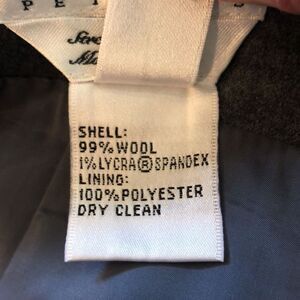 SHELL:
99% WOOL
1% LYCRA®SPANDEX
LINING:
100% POLYESTER
DRY CLEAN